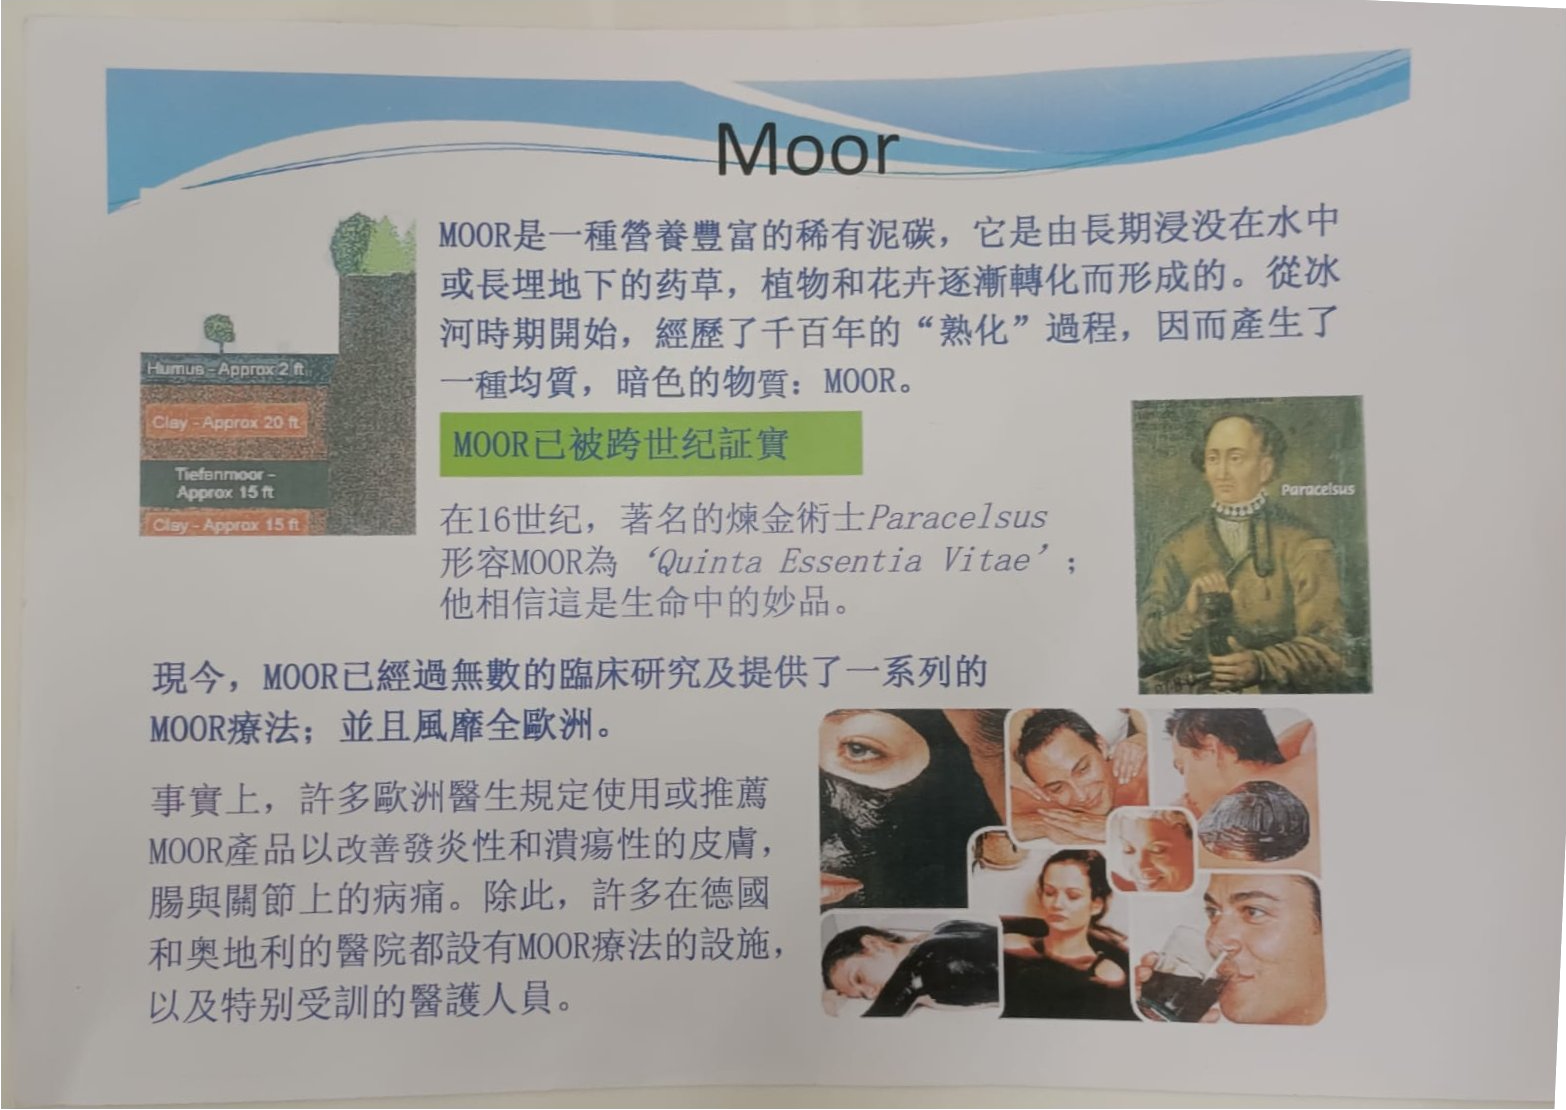 Moor
MOOR是一種營養豐富的稀有泥碳，它是由長期浸没在水中
或長埋地下的药草，植物和花卉逐漸轉化而形成的。從冰
河時期開始，經歷了千百年的“熟化”過程，因而產生了
一種均質，暗色的物質：MOOR。
Humus - Approx 2 ft
Clay - Approx 20 ft
Tiefenmoor -
Approx 15 ft
Clay - Approx 15 ft
MOOR已被跨世纪証實
在16世纪，著名的煉金術士Paracelsus
形容MOOR為 ‘Quinta Essentia Vitae’；
他相信這是生命中的妙品。
Paracelsus
現今，MOOR已經過無數的臨床研究及提供了一系列的
MOOR療法；並且風靡全歐洲。
事實上，許多歐洲醫生規定使用或推薦
MOOR產品以改善發炎性和潰瘍性的皮膚，
腸與關節上的病痛。除此，許多在德國
和奥地利的醫院都設有MOOR療法的設施，
以及特别受訓的醫護人員。